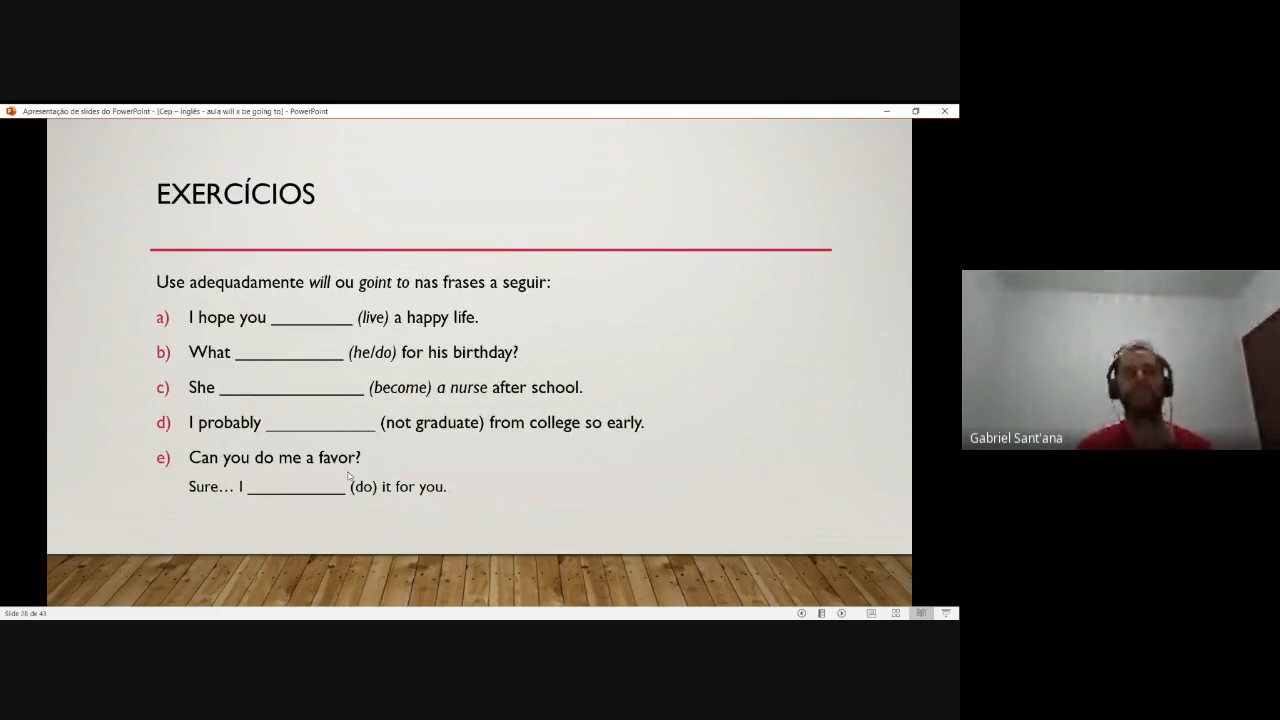 Apresentação de slides do PowerPoint - [Cep – inglês - aula will x be going to] - PowerPoint
EXERCÍCIOS
Use adequadamente will ou goint to nas frases a seguir:
a) I hope you _________ (live) a happy life.
b) What ____________ (he/do) for his birthday?
c) She ________________ (become) a nurse after school.
d) I probably ____________ (not graduate) from college so early.
e) Can you do me a favor?
Sure… I ____________ (do) it for you.
Gabriel Sant'ana
Slide 28 de 43